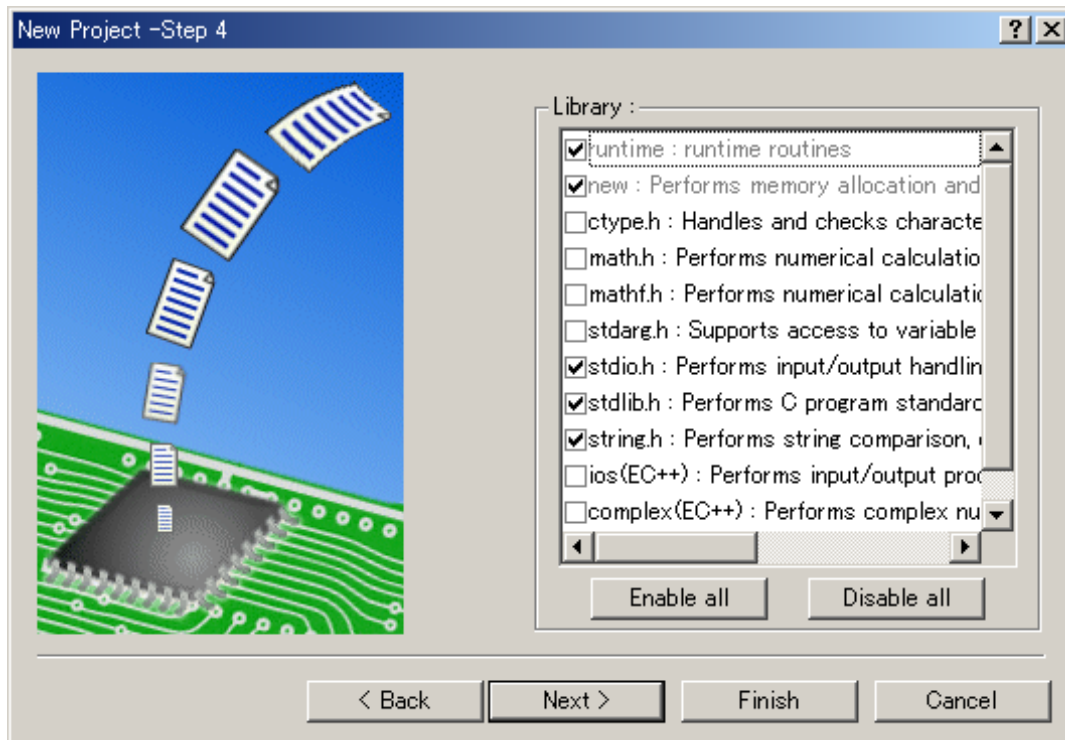 New Project -Step 4
Library :
runtime : runtime routines
new : Performs memory allocation and
ctype.h : Handles and checks characte
math.h : Performs numerical calculatio
mathf.h : Performs numerical calculatio
stdarg.h : Supports access to variable
stdio.h : Performs input/output handlin
stdlib.h : Performs C program standard
string.h : Performs string comparison,
ios(EC++) : Performs input/output proc
complex(EC++) : Performs complex nu
Enable all Disable all
< Back Next > Finish Cancel